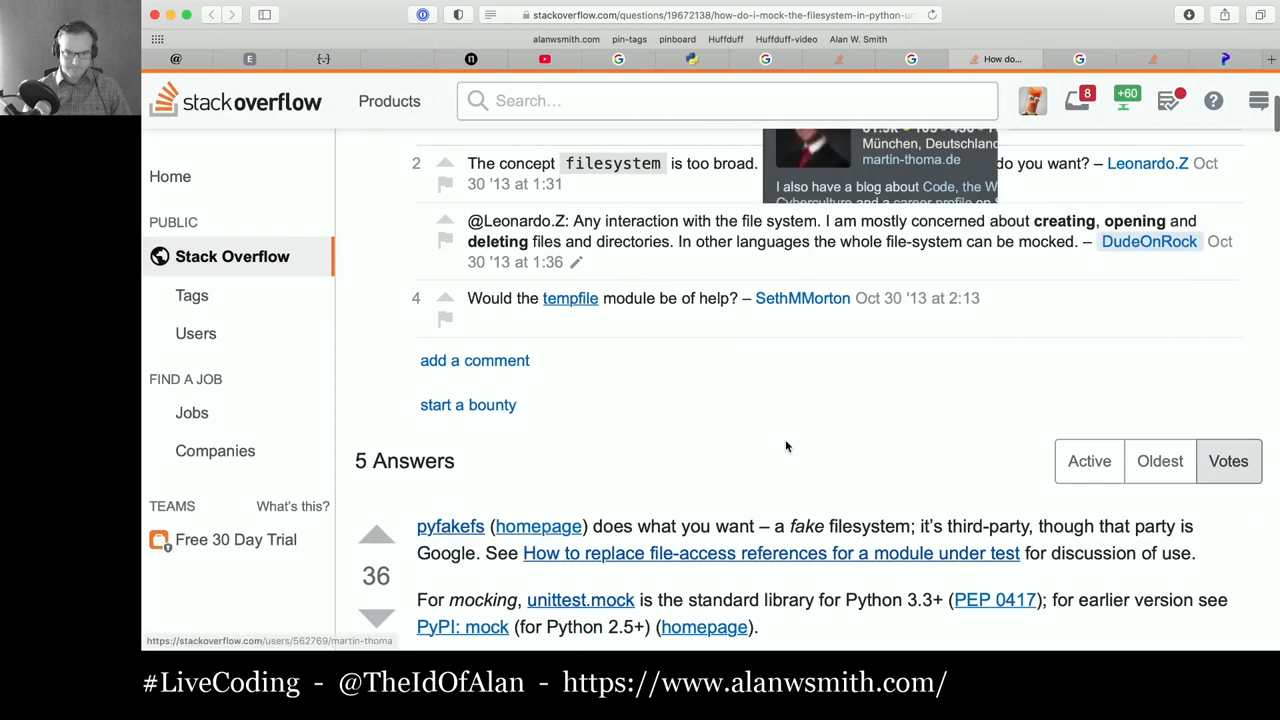 stackoverflow.com/questions/19672138/how-do-i-mock-the-filesystem-in-python-un
alanwsmith.com pin-tags pinboard Huffduff Huffduff-video Alan W. Smith
How do...
stackoverflow Products Search... 8 +60
München, Deutschland
martin-thoma.de
I also have a blog about Code, the W
2 The concept filesystem is too broad. do you want? – Leonardo.Z Oct
30 '13 at 1:31
@Leonardo.Z: Any interaction with the file system. I am mostly concerned about creating, opening and
deleting files and directories. In other languages the whole file-system can be mocked. – DudeOnRock Oct
30 '13 at 1:36
4 Would the tempfile module be of help? – SethMMorton Oct 30 '13 at 2:13
add a comment
start a bounty
Home
PUBLIC
Stack Overflow
Tags
Users
FIND A JOB
Jobs
Companies
TEAMS What's this?
Free 30 Day Trial
5 Answers Active Oldest Votes
36
pyfakefs (homepage) does what you want – a fake filesystem; it's third-party, though that party is
Google. See How to replace file-access references for a module under test for discussion of use.
For mocking, unittest.mock is the standard library for Python 3.3+ (PEP 0417); for earlier version see
PyPI: mock (for Python 2.5+) (homepage).
https://stackoverflow.com/users/562769/martin-thoma
#LiveCoding - @TheIdOfAlan - https://www.alanwsmith.com/